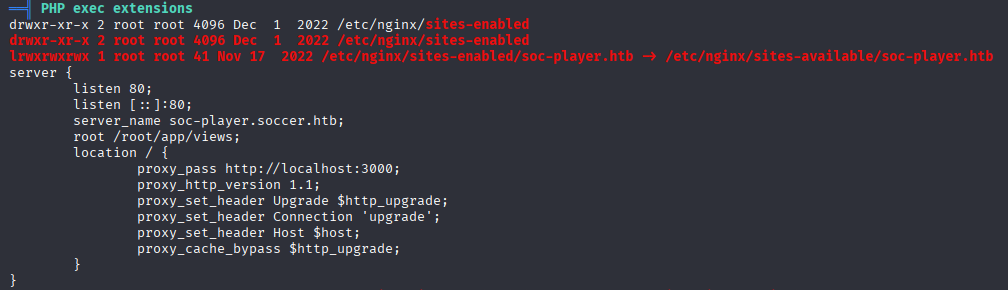 ╣ PHP exec extensions
drwxr-xr-x 2 root root 4096 Dec  1  2022 /etc/nginx/sites-enabled
drwxr-xr-x 2 root root 4096 Dec  1  2022 /etc/nginx/sites-enabled
lrwxrwxrwx 1 root root 41 Nov 17  2022 /etc/nginx/sites-enabled/soc-player.htb -> /etc/nginx/sites-available/soc-player.htb
server {
        listen 80;
        listen [::]:80;
        server_name soc-player.soccer.htb;
        root /root/app/views;
        location / {
                proxy_pass http://localhost:3000;
                proxy_http_version 1.1;
                proxy_set_header Upgrade $http_upgrade;
                proxy_set_header Connection 'upgrade';
                proxy_set_header Host $host;
                proxy_cache_bypass $http_upgrade;
        }
}